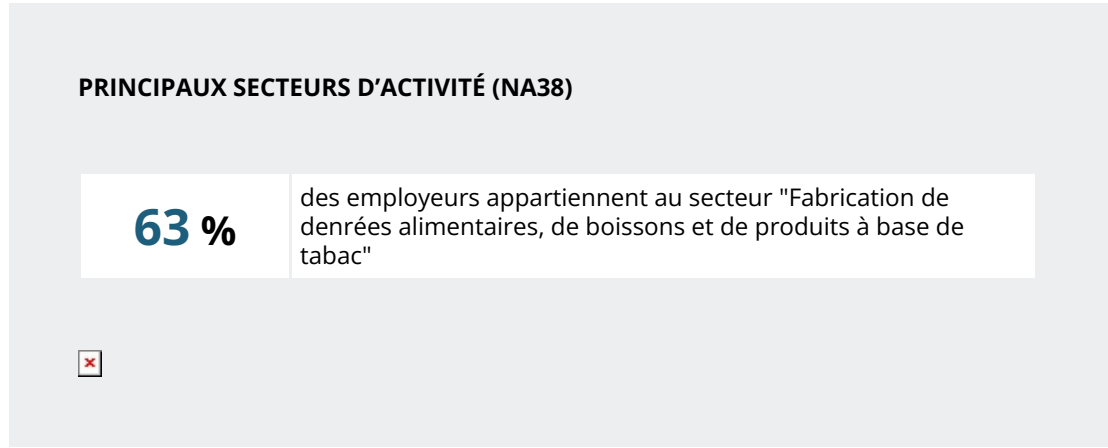 PRINCIPAUX SECTEURS D’ACTIVITÉ (NA38)
63 %
des employeurs appartiennent au secteur "Fabrication de
denrées alimentaires, de boissons et de produits à base de
tabac"